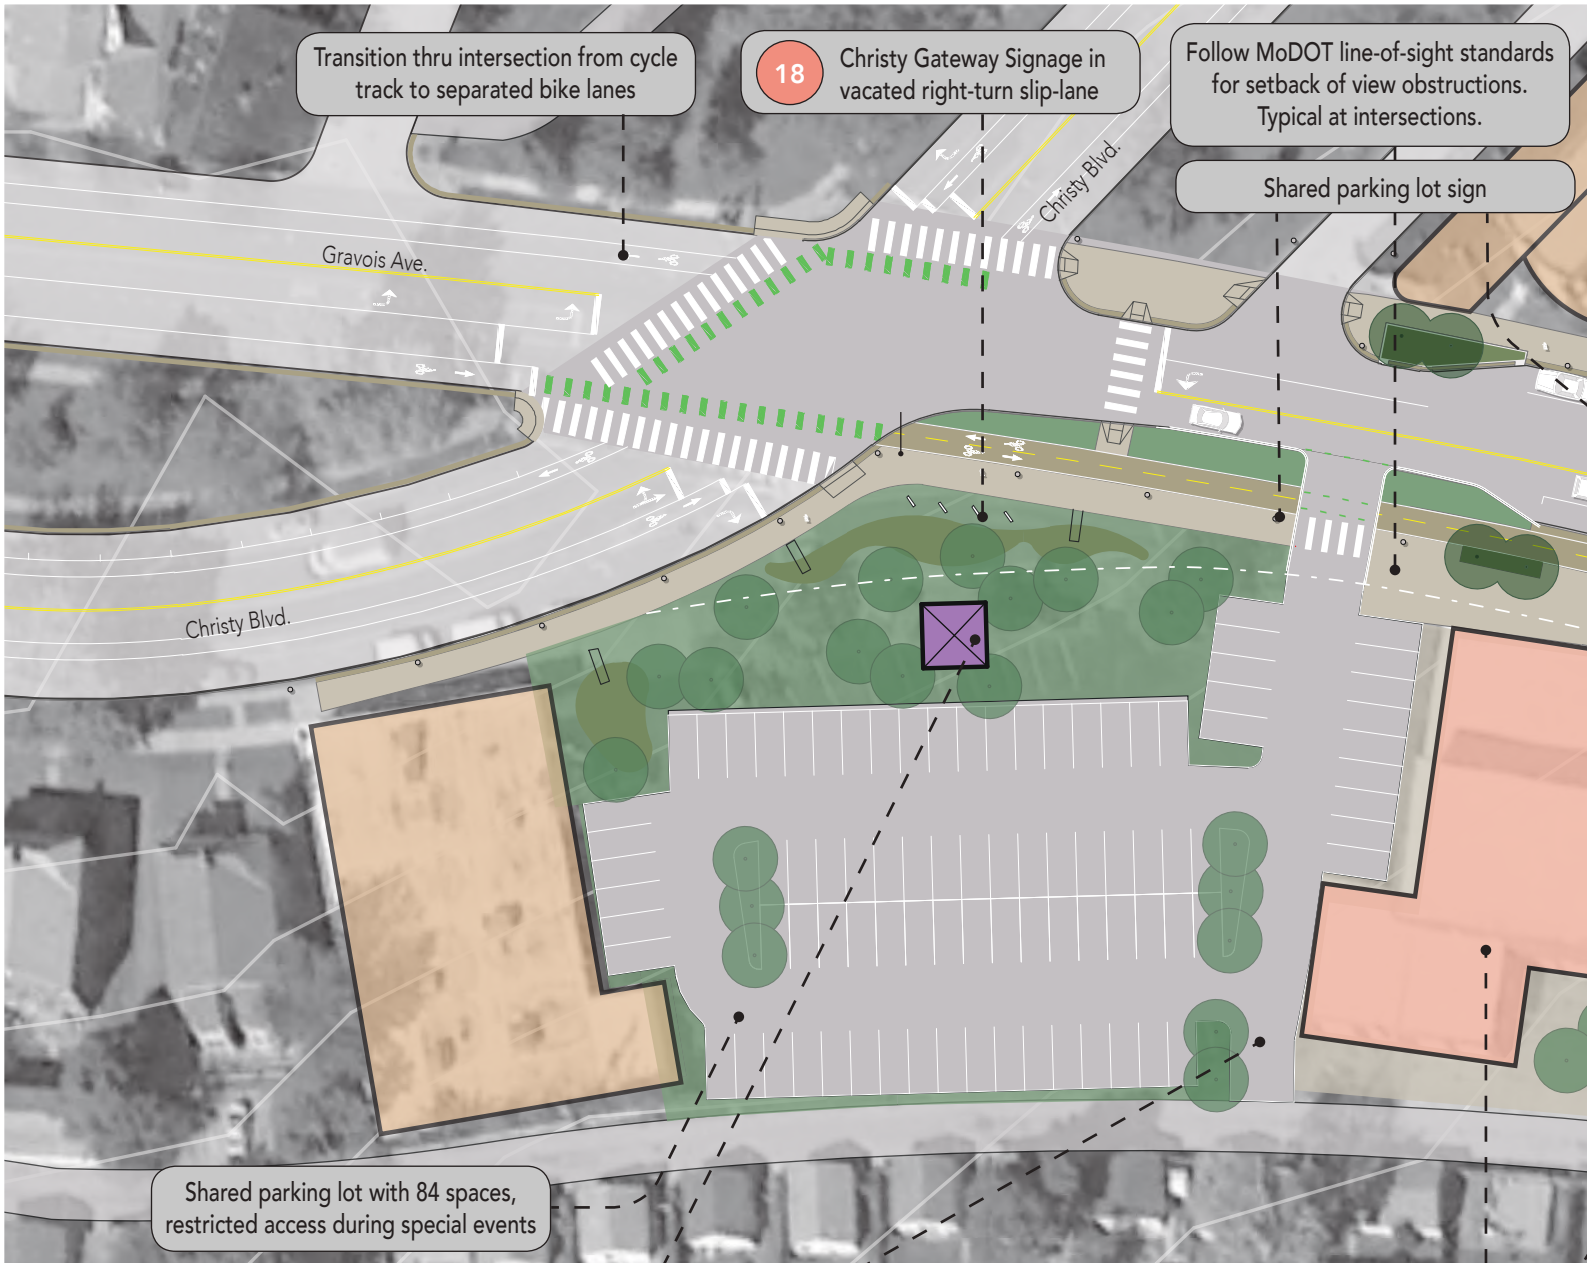 Transition thru intersection from cycle
track to separated bike lanes
18
Christy Gateway Signage in
vacated right-turn slip-lane
Follow MoDOT line-of-sight standards
for setback of view obstructions.
Typical at intersections.
Shared parking lot sign
Christy Blvd.
Gravois Ave.
Christy Blvd.
Shared parking lot with 84 spaces,
restricted access during special events